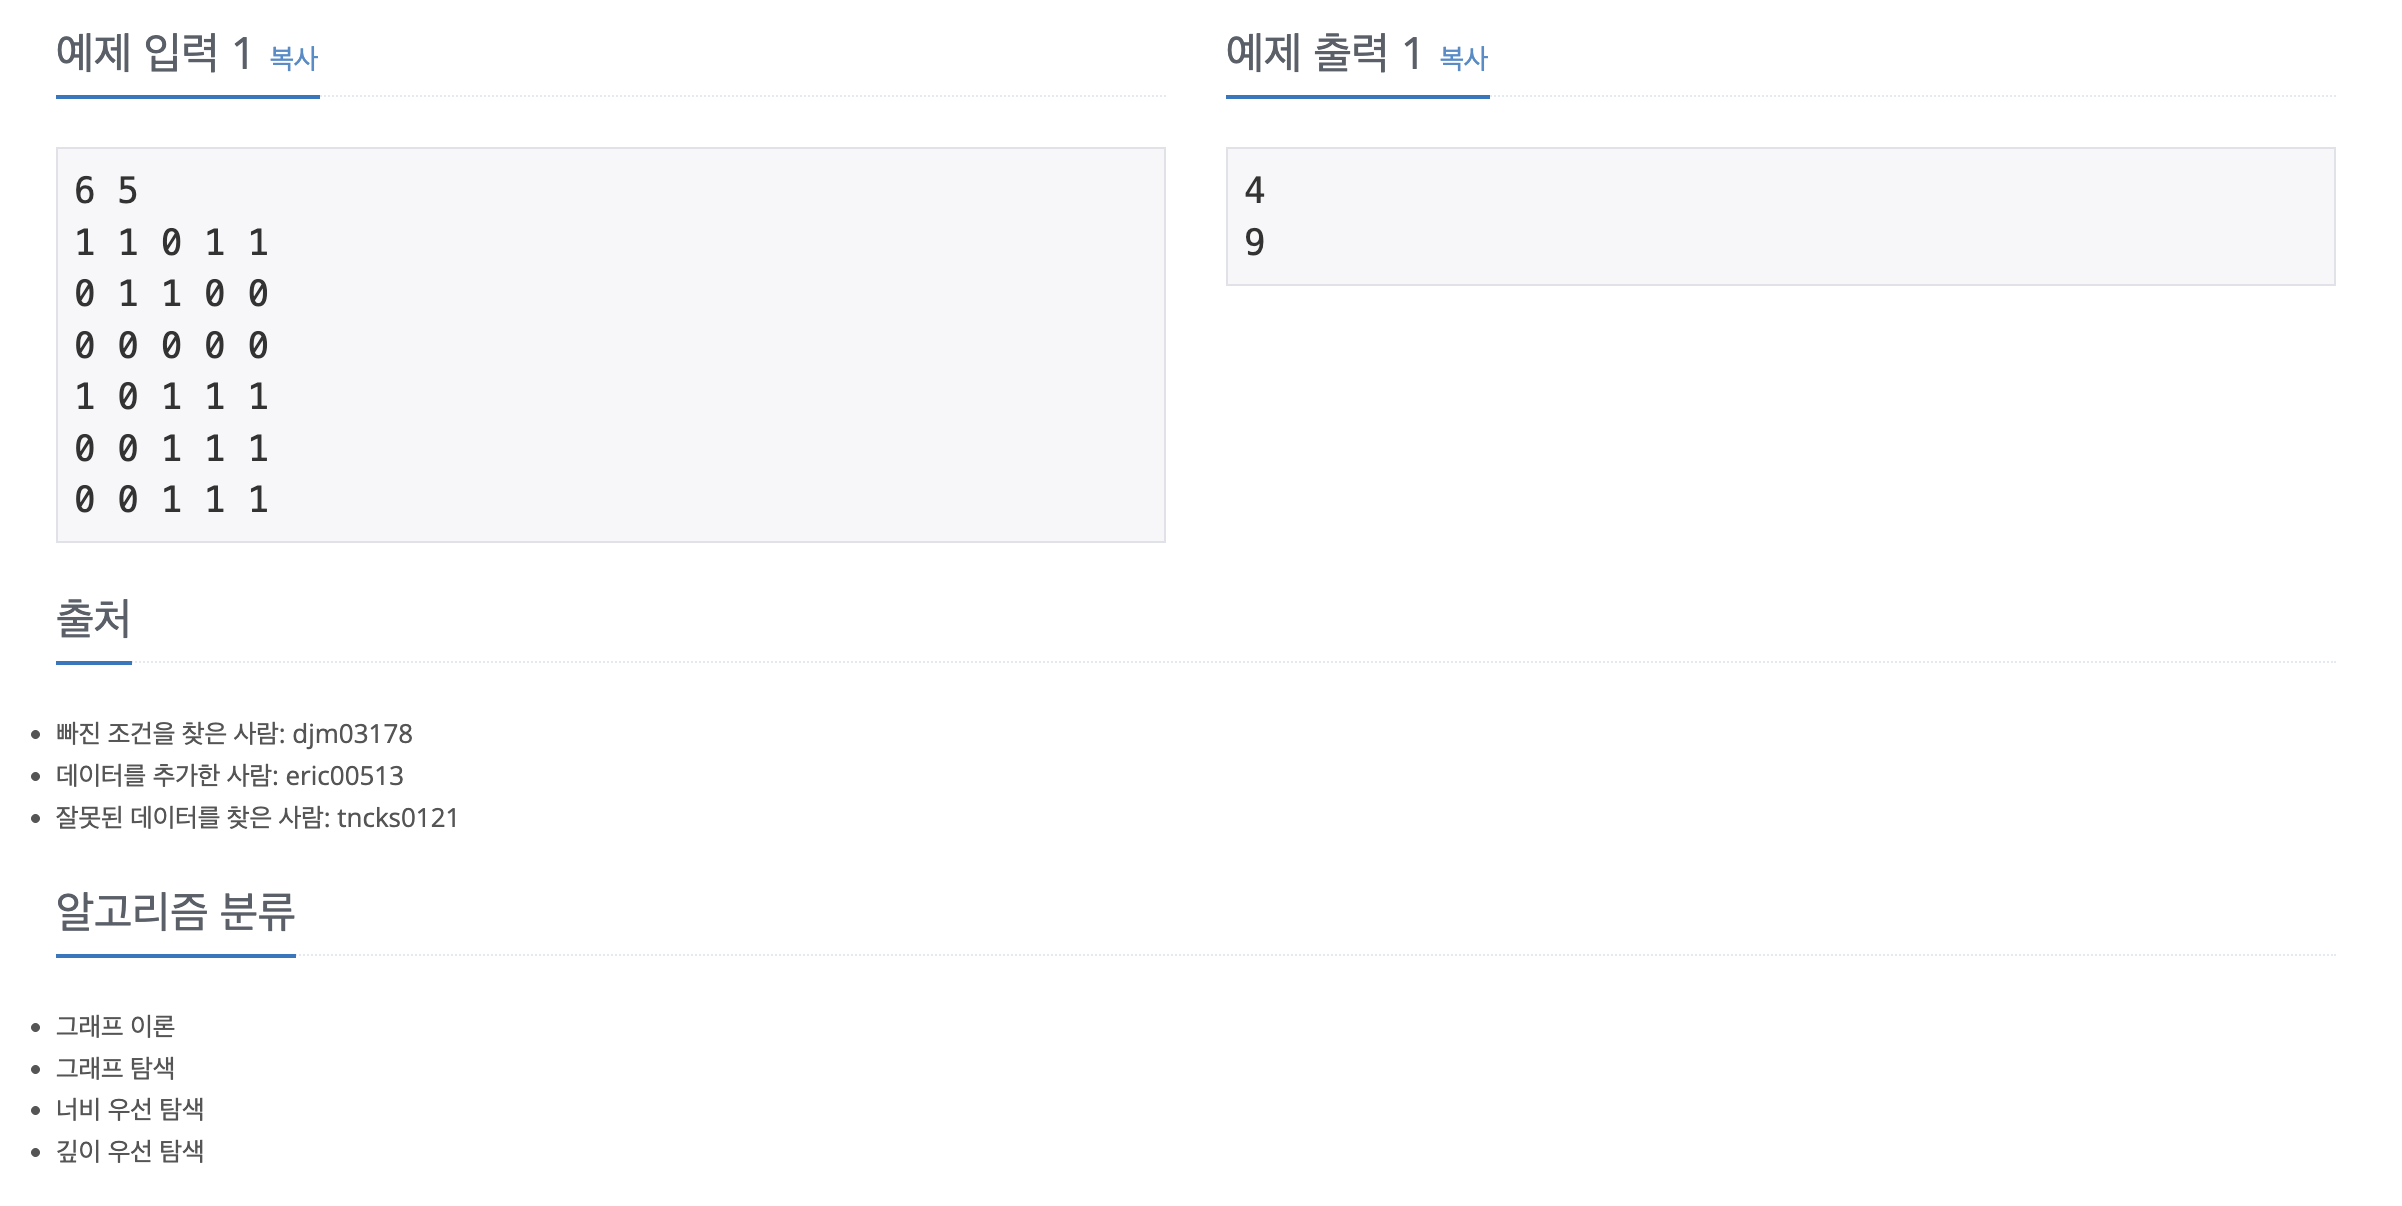 예제 입력 1 복사
6 5
1 1 0 1 1
0 1 1 0 0
0 0 0 0 0
1 0 1 1 1
0 0 1 1 1
0 0 1 1 1
예제 출력 1 복사
4
9
출처
빠진 조건을 찾은 사람: djm03178
데이터를 추가한 사람: eric00513
잘못된 데이터를 찾은 사람: tncks0121
알고리즘 분류
그래프 이론
그래프 탐색
너비 우선 탐색
깊이 우선 탐색